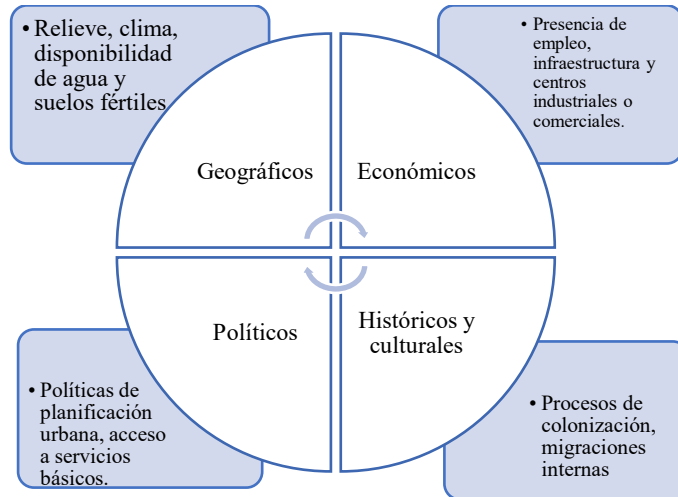 • Relieve, clima,
disponibilidad
de agua y
suelos fértiles
• Presencia de
empleo,
infraestructura y
centros
industriales o
comerciales.
Geográficos
Económicos
Políticos
Históricos y
culturales
• Políticas de
planificación
urbana, acceso
a servicios
básicos.
• Procesos de
colonización,
migraciones
internas